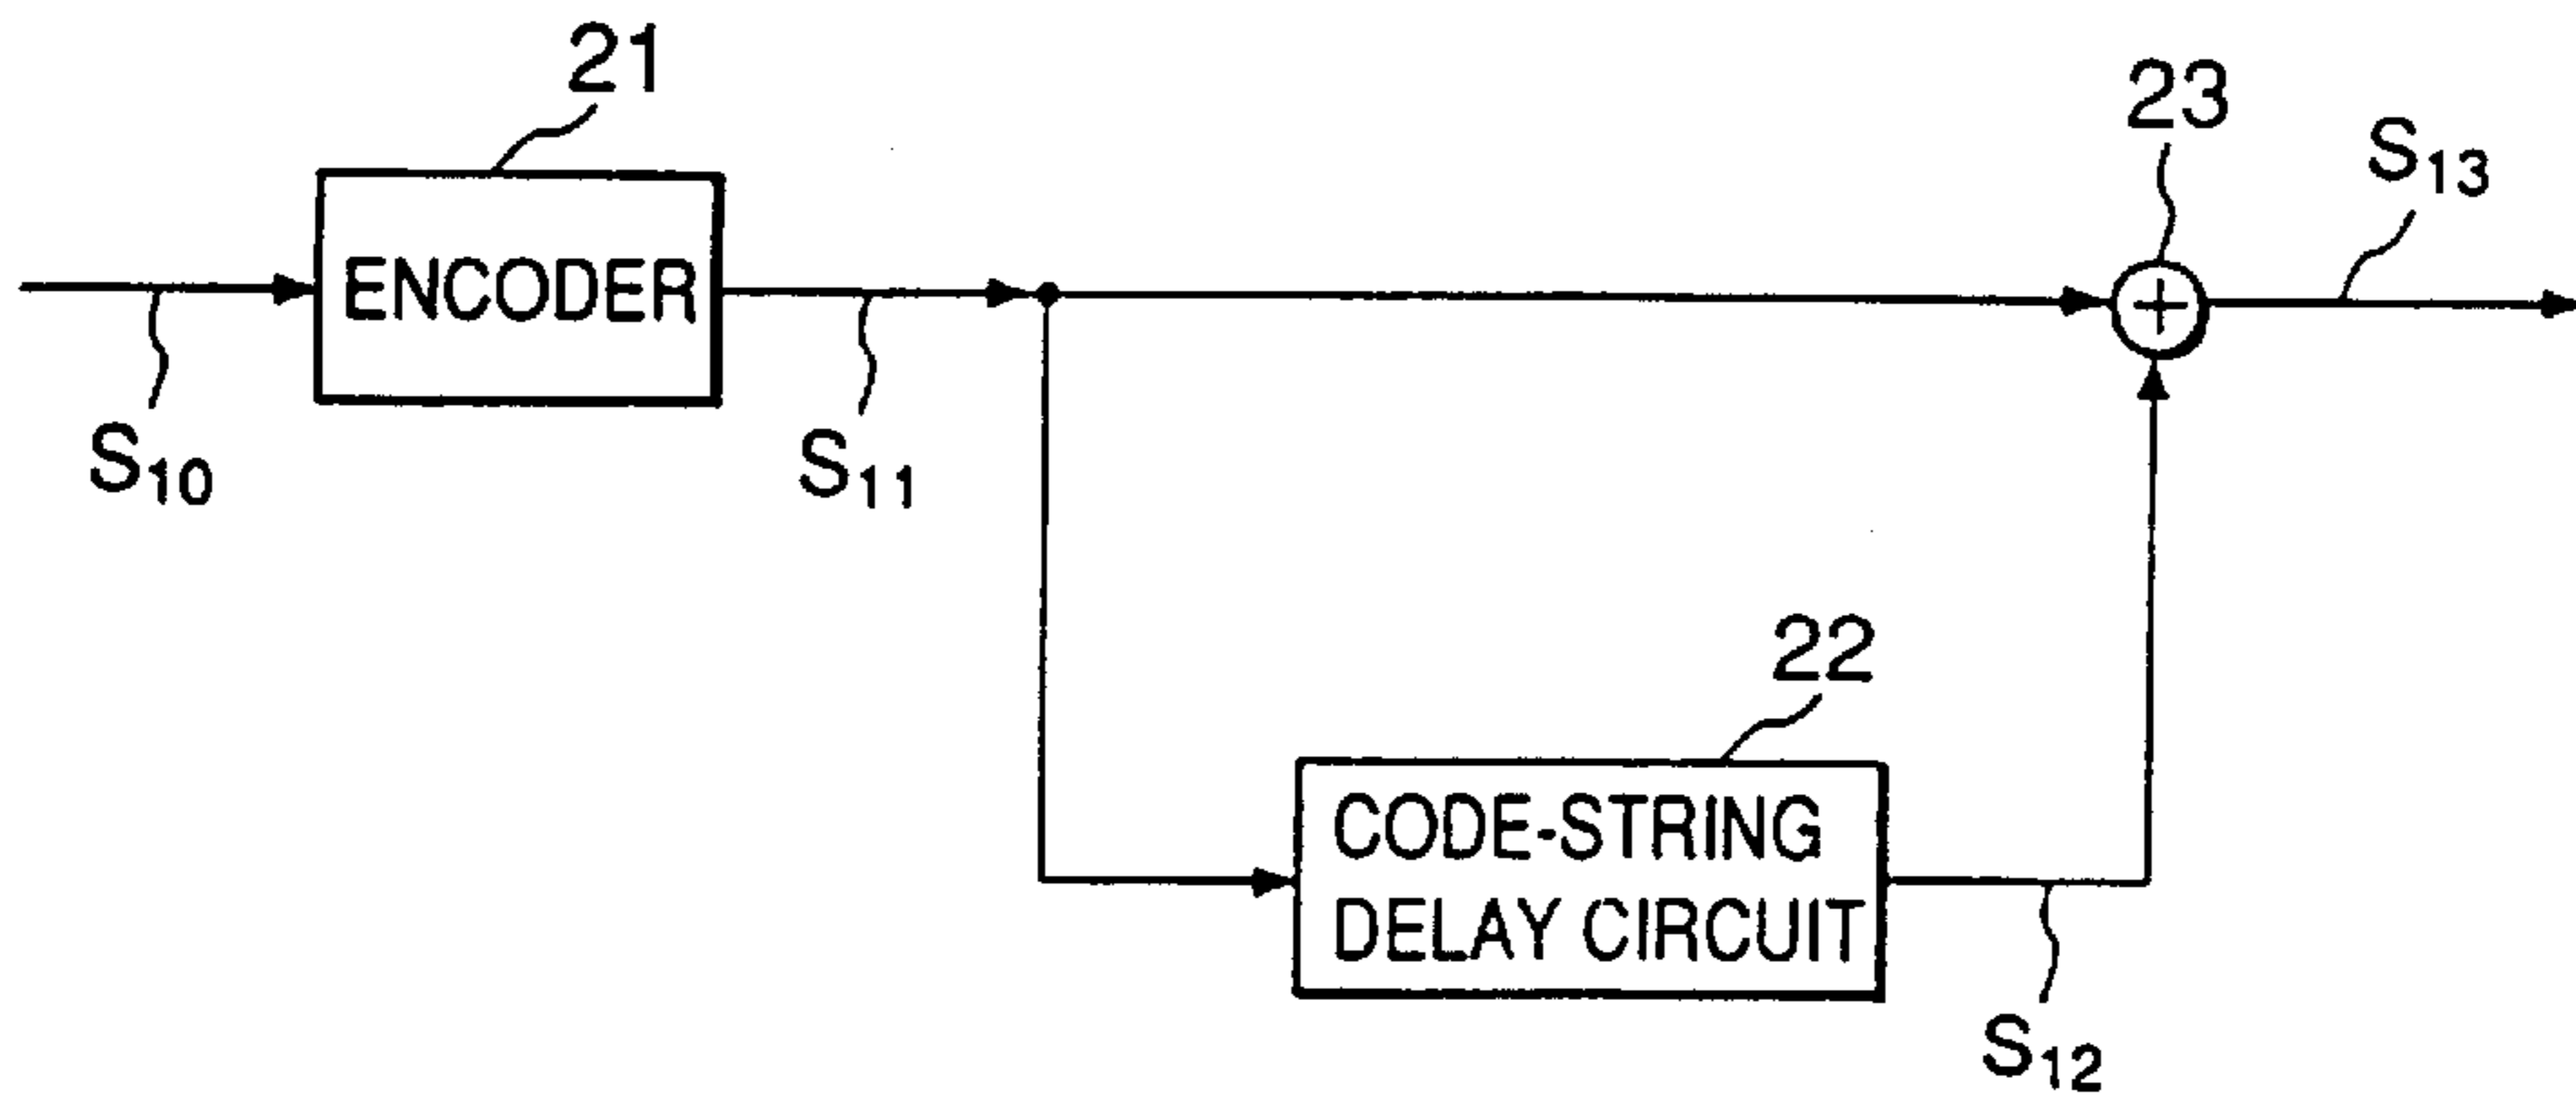 21
23
S13
ENCODER
S10
S11
22
CODE-STRING
DELAY CIRCUIT
S12